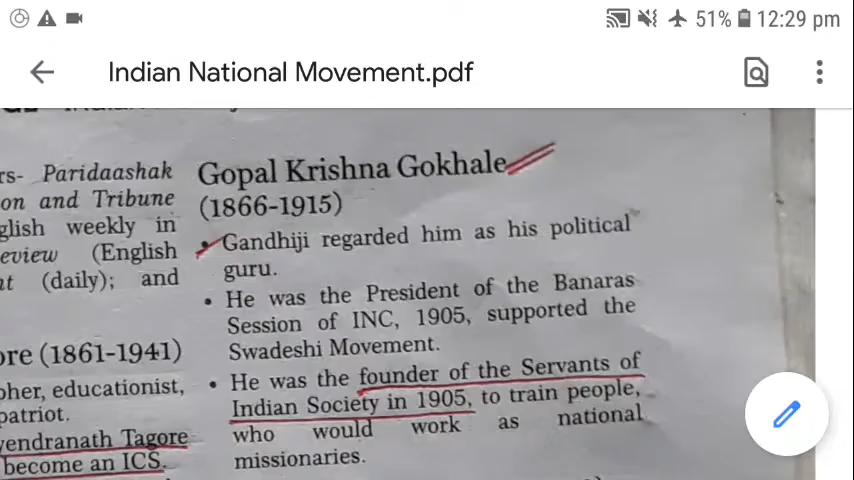 51% 12:29 pm
Indian National Movement.pdf
rs- Paridaashak
on and Tribune
glish weekly in
eview (English
nt (daily); and
ore (1861-1941)
pher, educationist,
patriot.
yendranath Tagore
become an ICS.
Gopal Krishna Gokhale
(1866-1915)
• Gandhiji regarded him as his political
guru.
• He was the President of the Banaras
Session of INC, 1905, supported the
Swadeshi Movement.
• He was the founder of the Servants of
Indian Society in 1905, to train people,
who would work as national
missionaries.